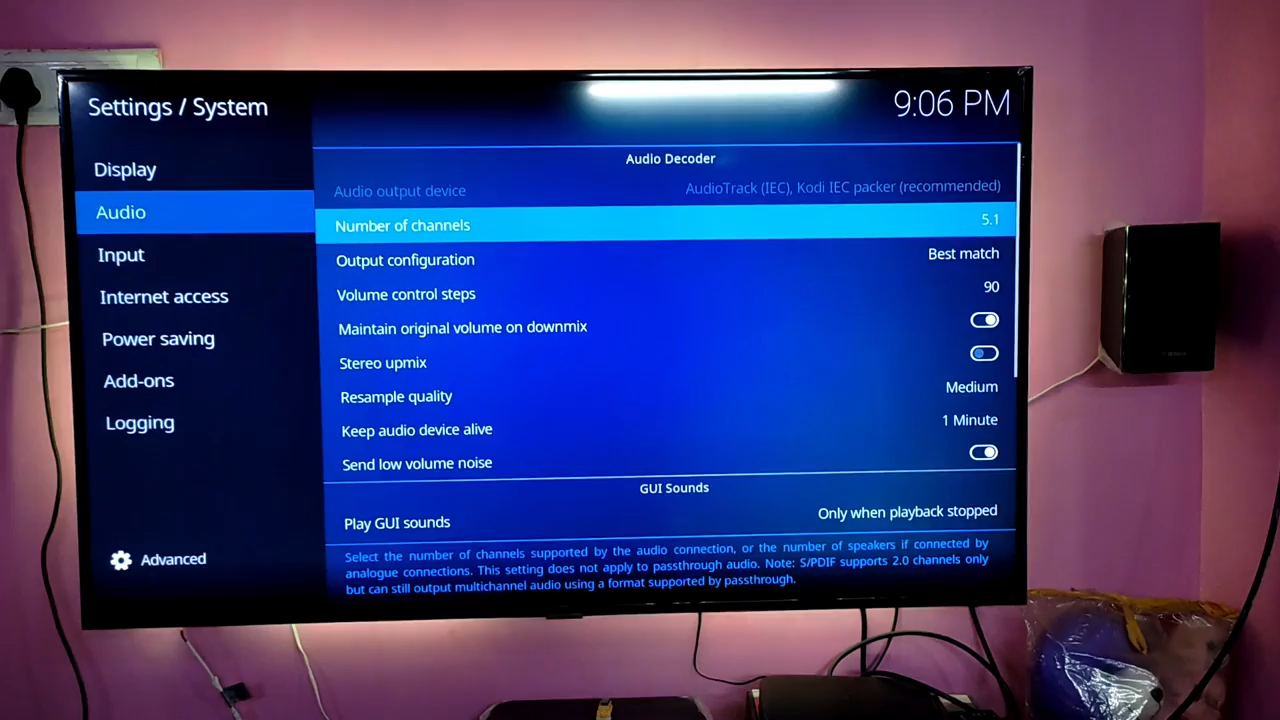 Settings / System
9:06 PM
Display
Audio
Input
Internet access
Power saving
Add-ons
Logging
Advanced
Audio Decoder
Audio output device AudioTrack (IEC), Kodi IEC packer (recommended)
Number of channels 5.1
Output configuration Best match
Volume control steps 90
Maintain original volume on downmix
Stereo upmix
Resample quality Medium
Keep audio device alive 1 Minute
Send low volume noise
GUI Sounds
Play GUI sounds Only when playback stopped
Select the number of channels supported by the audio connection, or the number of speakers if connected by
analogue connections. This setting does not apply to passthrough audio. Note: S/PDIF supports 2.0 channels only
but can still output multichannel audio using a format supported by passthrough.